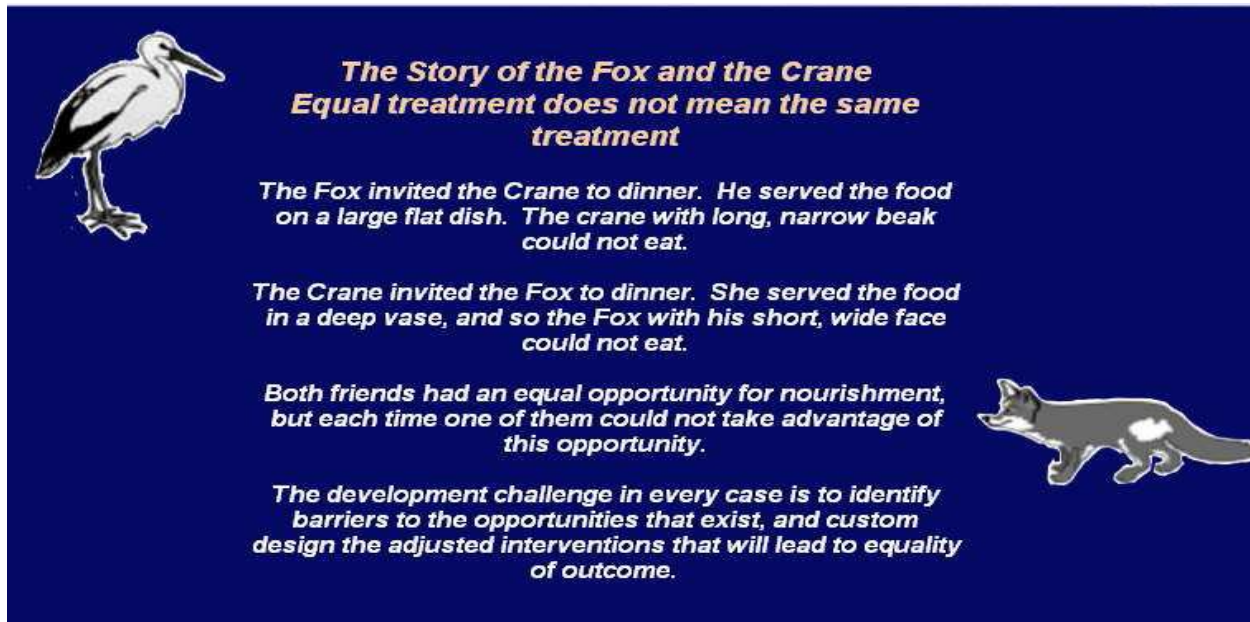 The Story of the Fox and the Crane
Equal treatment does not mean the same
treatment
The Fox invited the Crane to dinner. He served the food
on a large flat dish. The crane with long, narrow beak
could not eat.
The Crane invited the Fox to dinner. She served the food
in a deep vase, and so the Fox with his short, wide face
could not eat.
Both friends had an equal opportunity for nourishment,
but each time one of them could not take advantage of
this opportunity.
The development challenge in every case is to identify
barriers to the opportunities that exist, and custom
design the adjusted interventions that will lead to equality
of outcome.